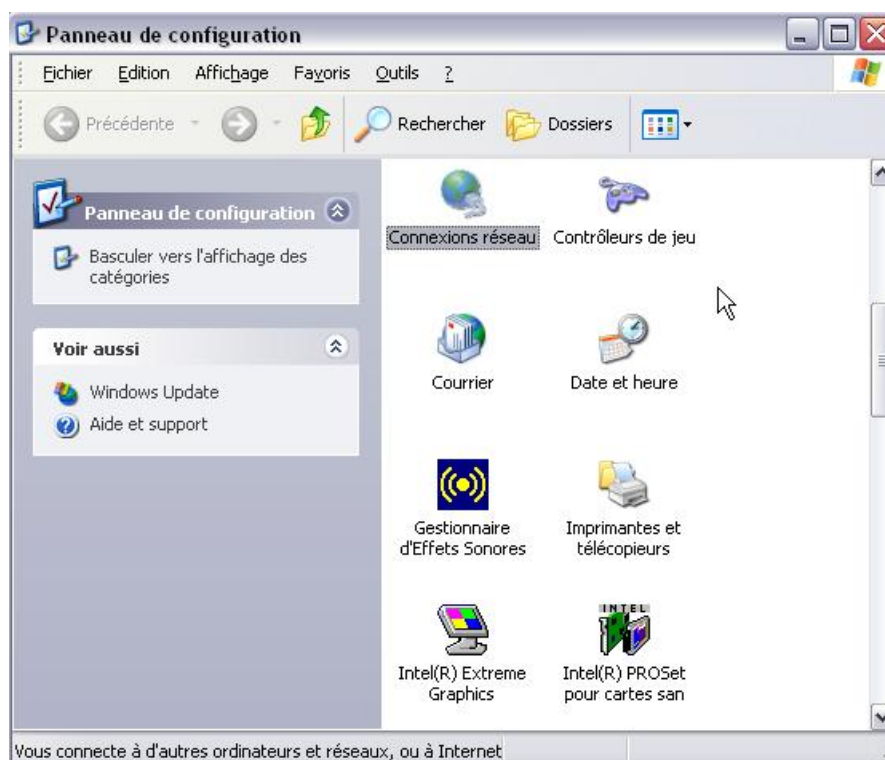 Panneau de configuration
Fichier Edition Affichage Favoris Outils ?
Précédente Rechercher Dossiers
Panneau de configuration
Basculer vers l'affichage des
catégories
Voir aussi
Windows Update
Aide et support
Connexions réseau
Contrôleurs de jeu
Courrier
Date et heure
Gestionnaire
d'Effets Sonores
Imprimantes et
télécopieurs
Intel(R) Extreme
Graphics
INTEL
Intel(R) PROSet
pour cartes san
Vous connecte à d'autres ordinateurs et réseaux, ou à Internet